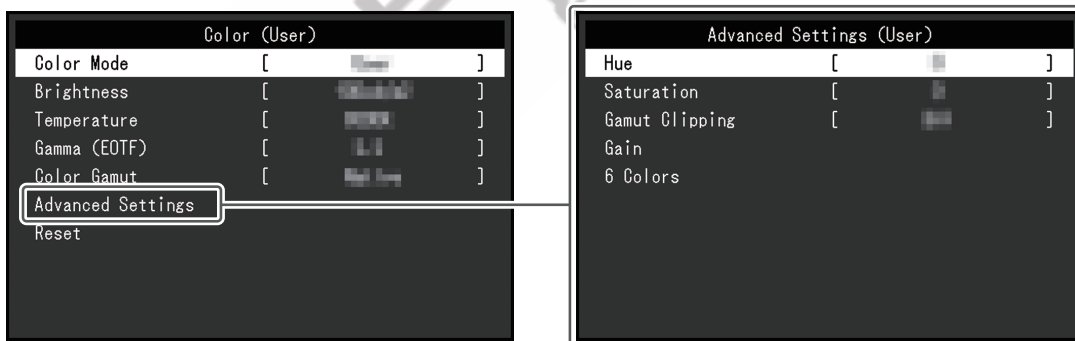 Color (User)
Color Mode [ ]
Brightness [ ]
Temperature [ ]
Gamma (EOTF) [ ]
Color Gamut [ ]
Advanced Settings
Reset
Advanced Settings (User)
Hue [ ]
Saturation [ ]
Gamut Clipping [ ]
Gain
6 Colors